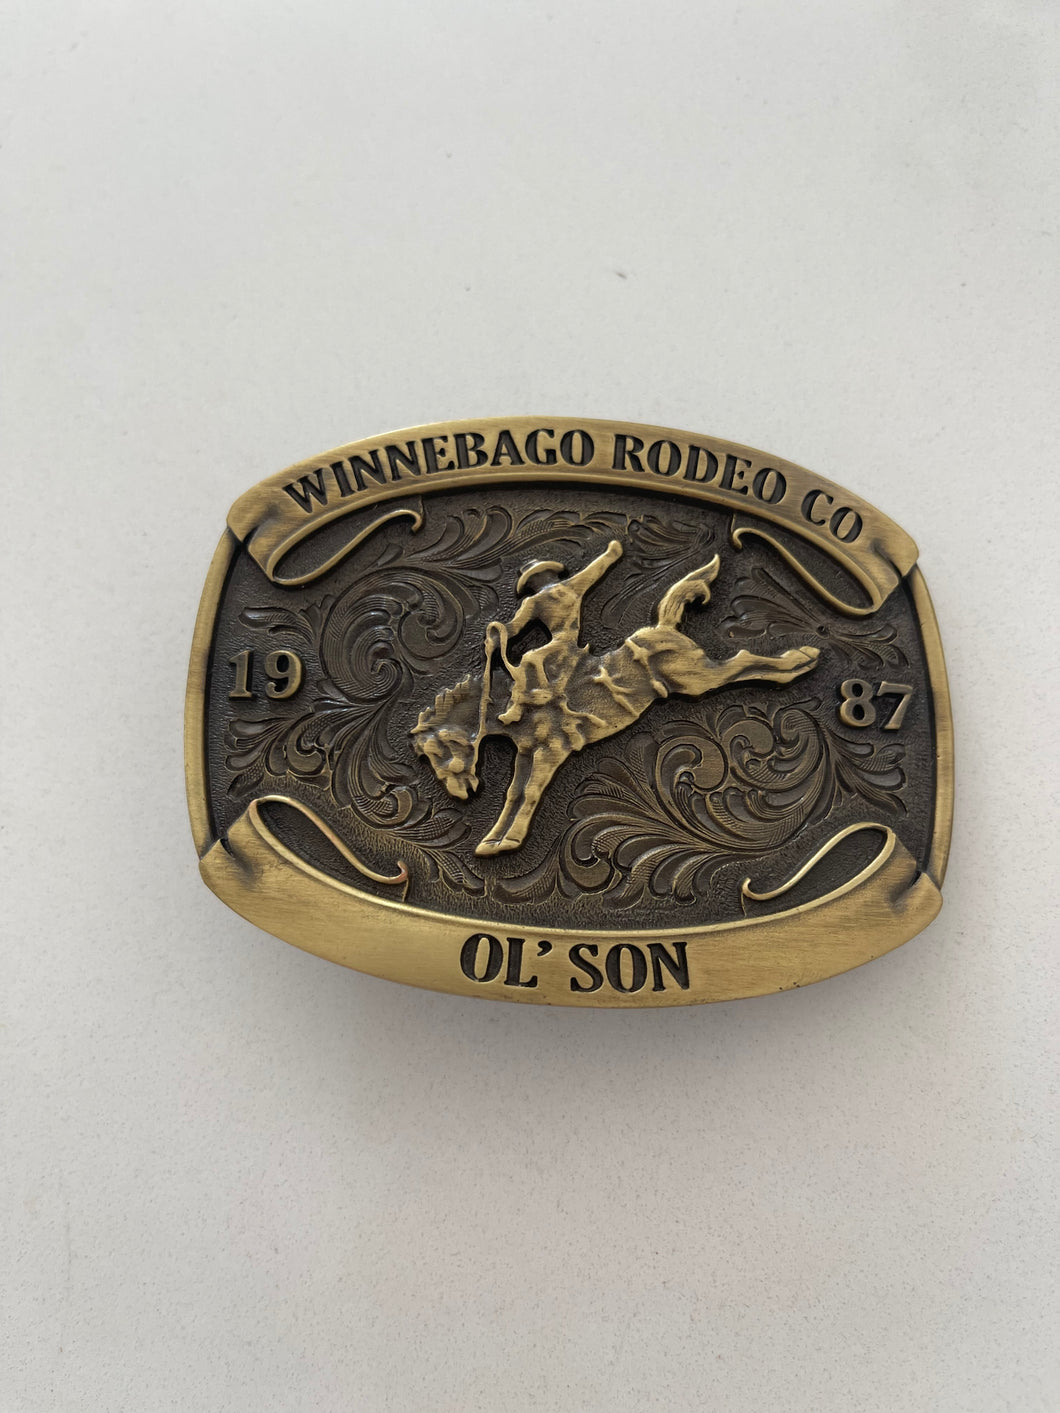 WINNEBAGO RODEO CO
19 87
OL' SON